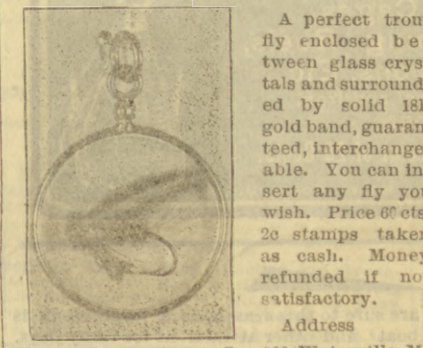 A perfect trou
fly enclosed be
tween glass crys
tals and surround
ed by solid 18
gold band, guaran
teed, interchange
able. You can in
sert any fly you
wish. Price 60 cts
2c stamps taken
as cash. Money
refunded if no
satisfactory.
Address